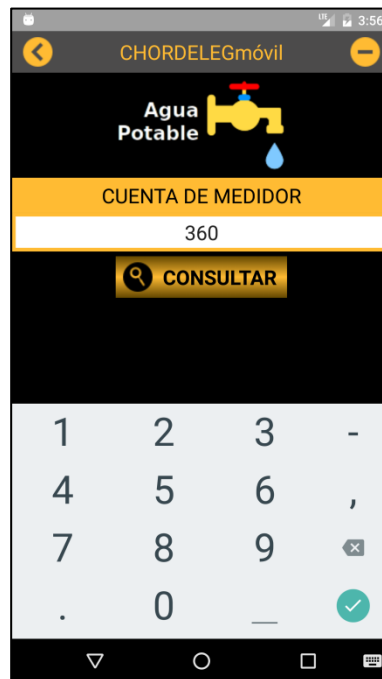 LTE 3:56
CHORDELEGmóvil
Agua
Potable
CUENTA DE MEDIDOR
360
CONSULTAR
1 2 3 -
4 5 6 ,
7 8 9
. 0 _